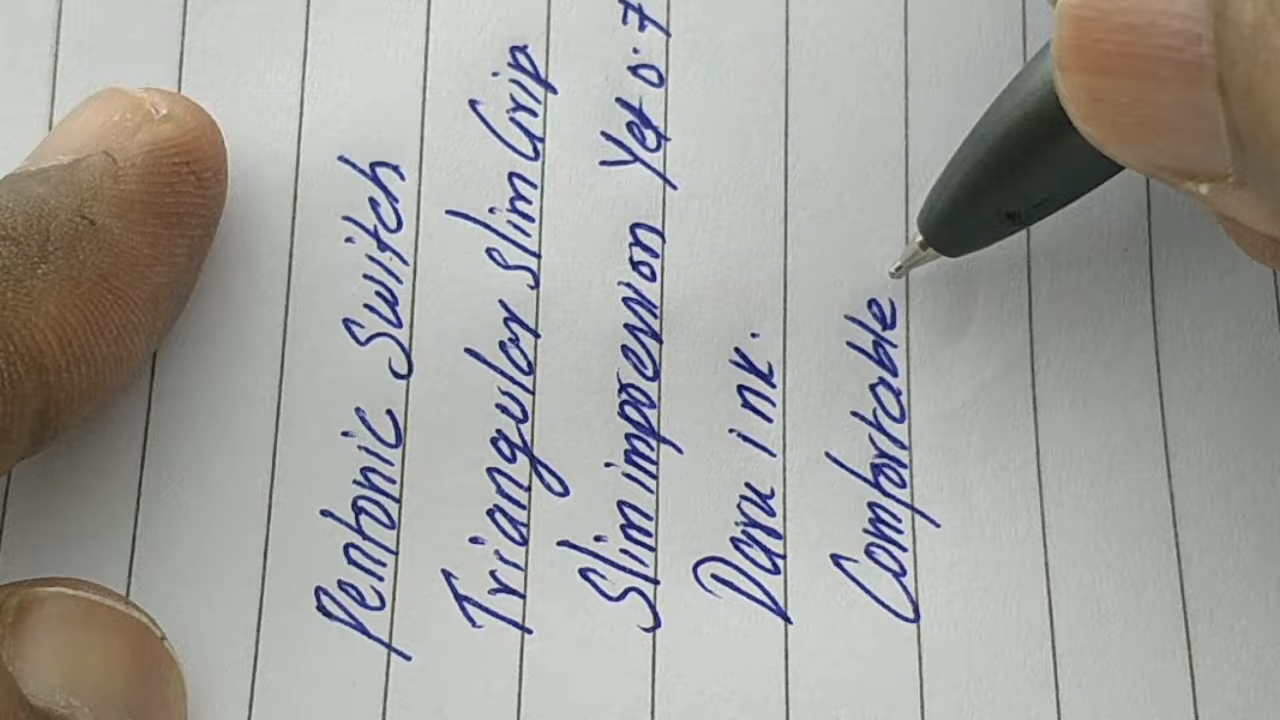 Pentonic Switch
Triangular Slim Grip
Slim impression Yet 0.7
Dark ink.
Comfortable